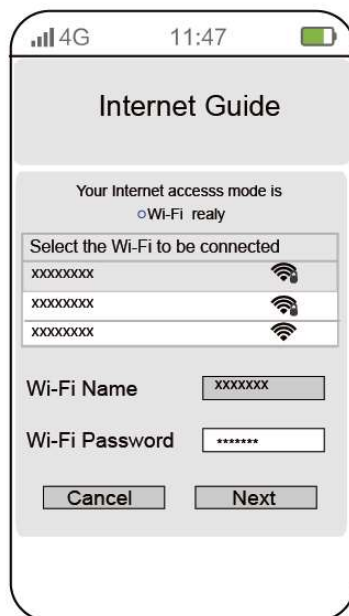 4G 11:47
Internet Guide
Your Internet accesss mode is
Wi-Fi realy
Select the Wi-Fi to be connected
xxxxxxxx
xxxxxxxx
xxxxxxxx
Wi-Fi Name xxxxxxx
Wi-Fi Password *******
Cancel Next